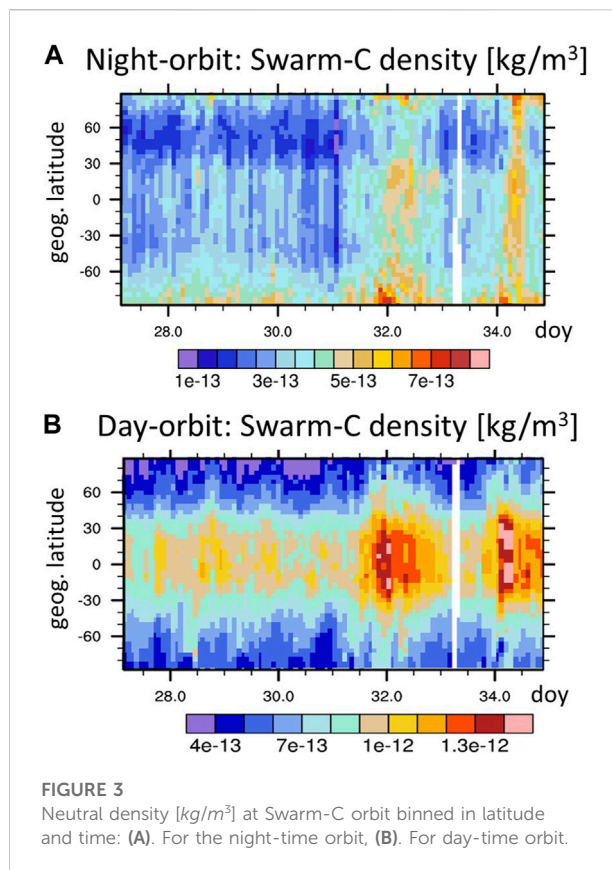 A Night-orbit: Swarm-C density [kg/m³]
geog. latitude
60
30
0
-30
-60
28.0 30.0 32.0 34.0 doy
1e-13 3e-13 5e-13 7e-13
B Day-orbit: Swarm-C density [kg/m³]
geog. latitude
60
30
0
-30
-60
28.0 30.0 32.0 34.0 doy
4e-13 7e-13 1e-12 1.3e-12
FIGURE 3
Neutral density [kg/m³] at Swarm-C orbit binned in latitude
and time: (A). For the night-time orbit, (B). For day-time orbit.